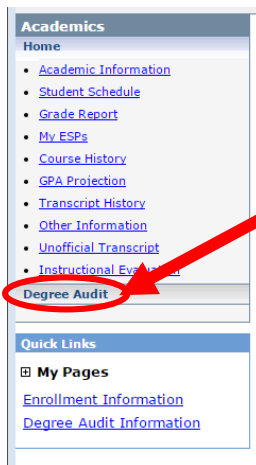 Academics
Home
Academic Information
Student Schedule
Grade Report
My ESPs
Course History
GPA Projection
Transcript History
Other Information
Unofficial Transcript
Instructional Evaluation
Degree Audit
Quick Links
My Pages
Enrollment Information
Degree Audit Information